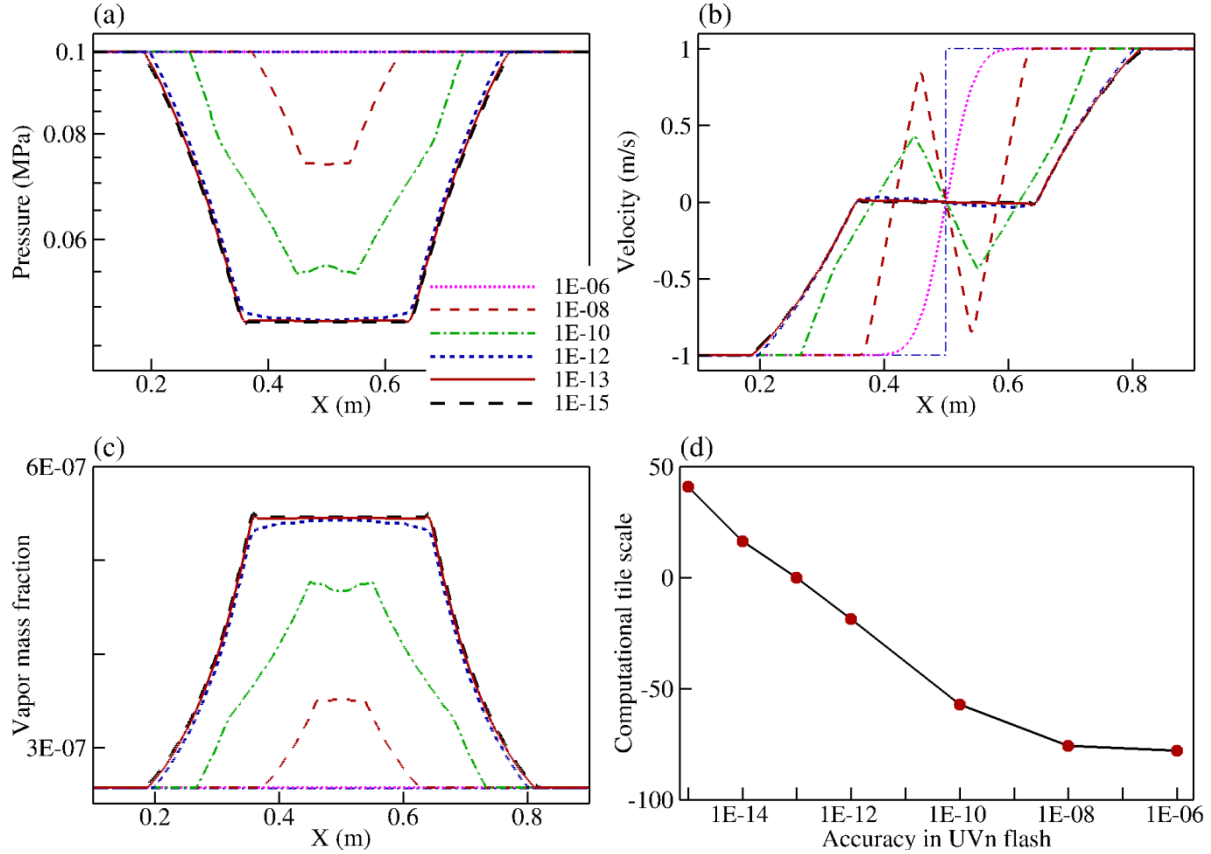 (a)
0.1
0.08
0.06
Pressure (MPa)
0.2
0.4
0.6
X (m)
1E-06
1E-08
1E-10
1E-12
1E-13
1E-15
(b)
1
0.5
0
-0.5
-1
Velocity (m/s)
0.2
0.4
0.6
0.8
X (m)
(c)
6E-07
3E-07
Vapor mass fraction
0.2
0.4
0.6
0.8
X (m)
(d)
50
0
-50
-100
Computational tile scale
1E-14
1E-12
1E-10
1E-08
1E-06
Accuracy in UVn flash